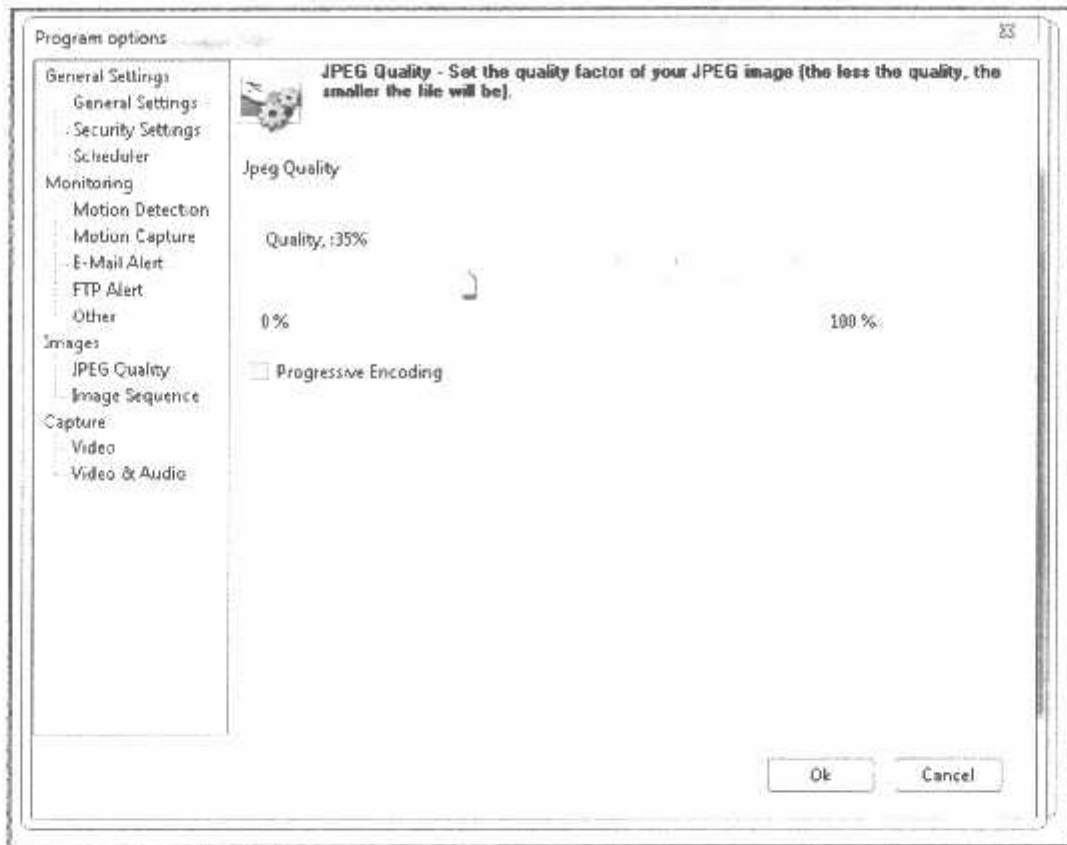 Program options
General Settings
General Settings
Security Settings
Scheduler
Monitoring
Motion Detection
Motion Capture
E-Mail Alert
FTP Alert
Other
Images
JPEG Quality
Image Sequence
Capture
Video
Video & Audio
JPEG Quality - Set the quality factor of your JPEG image (the less the quality, the
smaller the file will be).
Jpeg Quality
Quality, :35%
0 %
100 %
Progressive Encoding
Ok
Cancel